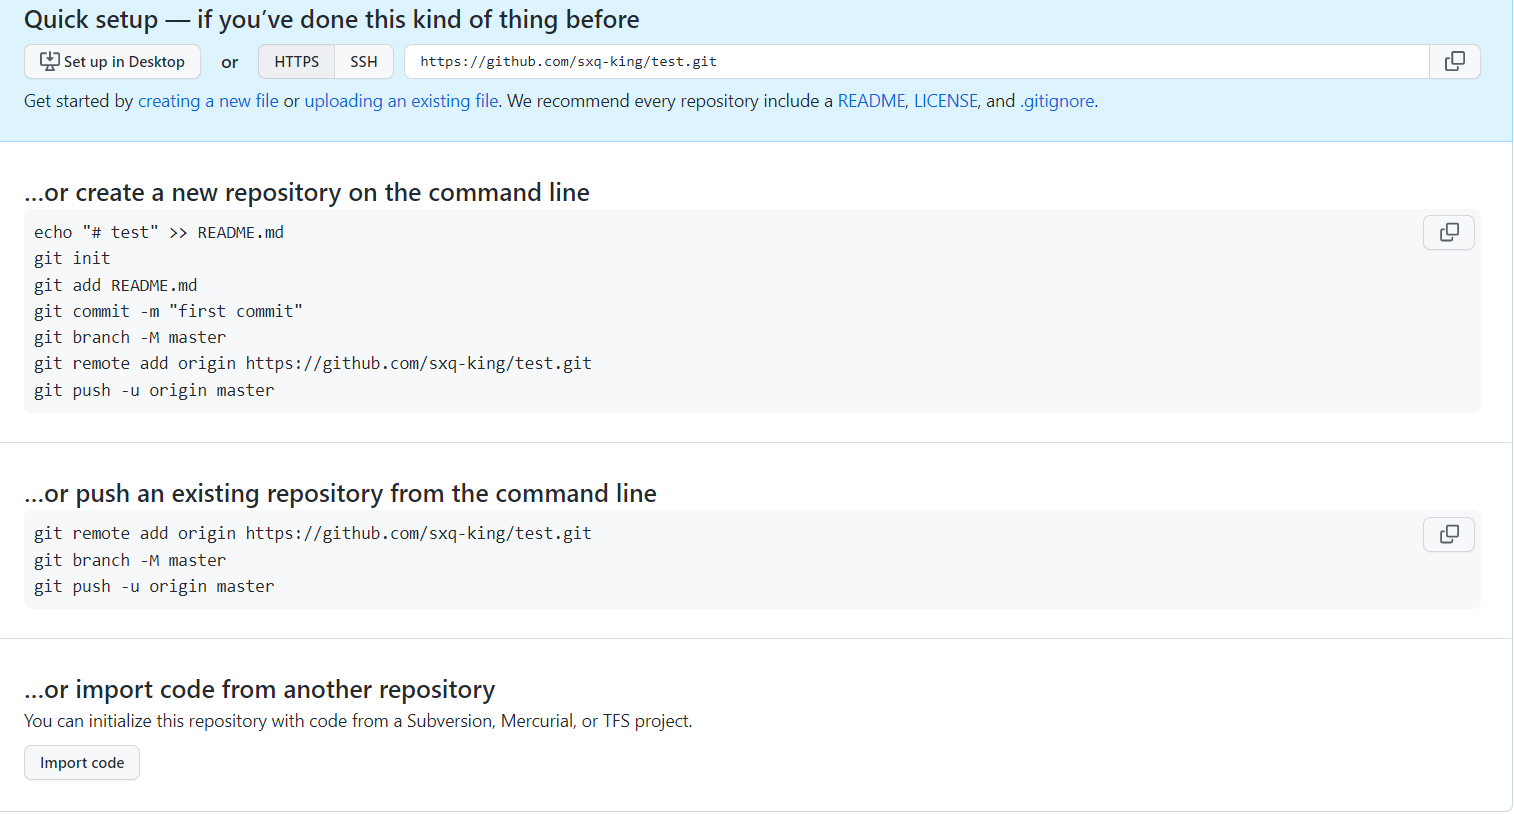 Quick setup — if you’ve done this kind of thing before
Set up in Desktop or HTTPS SSH https://github.com/sxq-king/test.git
Get started by creating a new file or uploading an existing file. We recommend every repository include a README, LICENSE, and .gitignore.
…or create a new repository on the command line
echo "# test" >> README.md
git init
git add README.md
git commit -m "first commit"
git branch -M master
git remote add origin https://github.com/sxq-king/test.git
git push -u origin master
…or push an existing repository from the command line
git remote add origin https://github.com/sxq-king/test.git
git branch -M master
git push -u origin master
…or import code from another repository
You can initialize this repository with code from a Subversion, Mercurial, or TFS project.
Import code